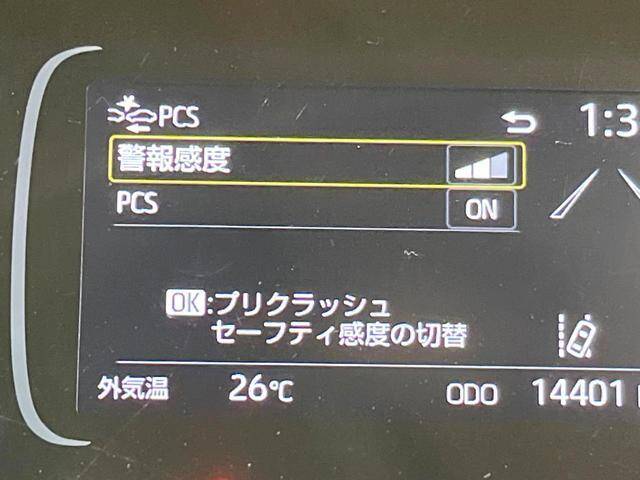 PCS
1:3
警報感度
PCS ON
OK:プリクラッシュ
セーフティ感度の切替
外気温 26℃ ODO 14401